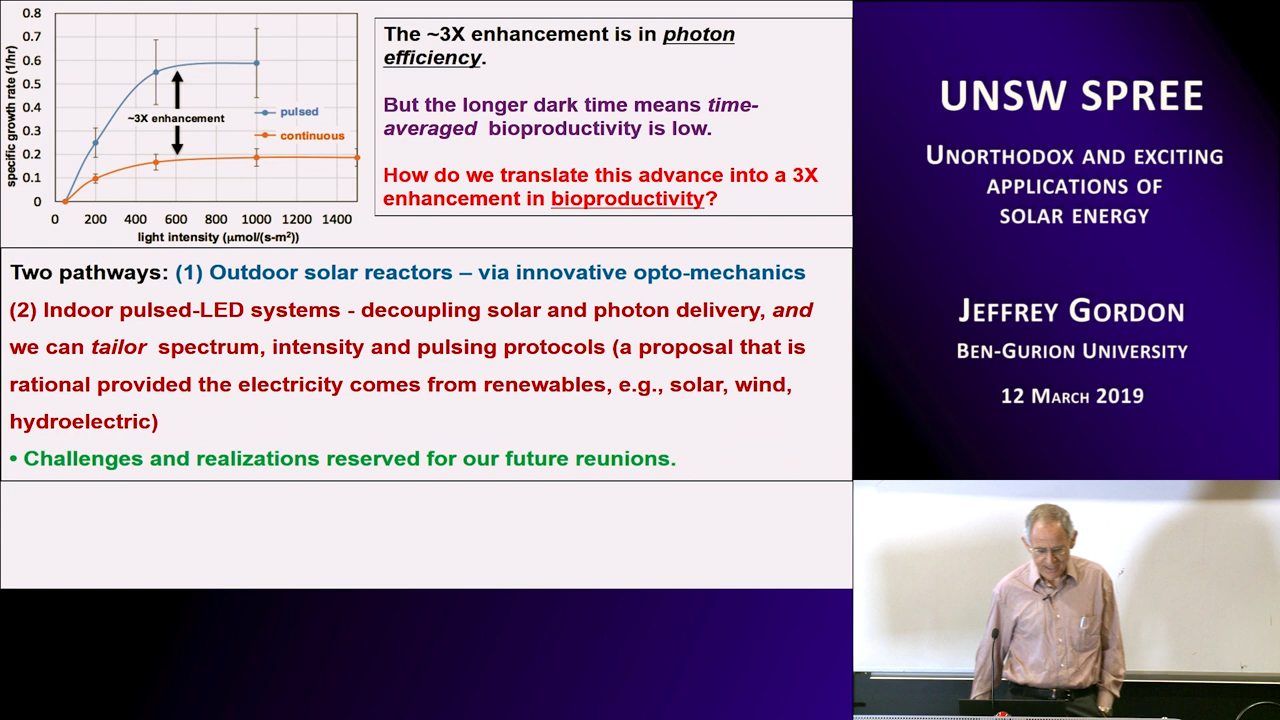 0.8
0.7
0.6
0.5
0.4
0.3
0.2
0.1
0
specific growth rate (1/hr)
~3X enhancement
pulsed
continuous
0 200 400 600 800 1000 1200 1400
light intensity (μmol/(s-m²))
The ~3X enhancement is in photon
efficiency.
But the longer dark time means time-
averaged bioproductivity is low.
How do we translate this advance into a 3X
enhancement in bioproductivity?
Two pathways: (1) Outdoor solar reactors – via innovative opto-mechanics
(2) Indoor pulsed-LED systems - decoupling solar and photon delivery, and
we can tailor spectrum, intensity and pulsing protocols (a proposal that is
rational provided the electricity comes from renewables, e.g., solar, wind,
hydroelectric)
• Challenges and realizations reserved for our future reunions.
UNSW SPREE
UNORTHODOX AND EXCITING
APPLICATIONS OF
SOLAR ENERGY
JEFFREY GORDON
BEN-GURION UNIVERSITY
12 MARCH 2019